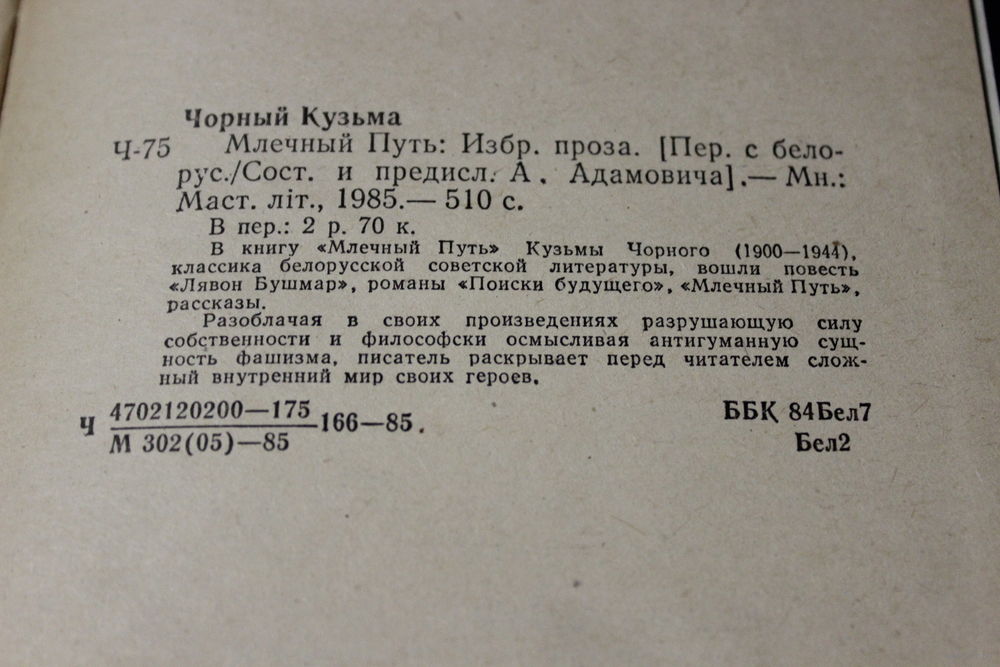 Чорный Кузьма
Ч-75 Млечный Путь: Избр. проза. [Пер. с бело-
рус./Сост. и предисл. А. Адамовича].— Мн.:
Маст. літ., 1985.— 510 с.
В пер.: 2 р. 70 к.
В книгу «Млечный Путь» Кузьмы Чорного (1900—1944),
классика белорусской советской литературы, вошли повесть
«Лявон Бушмар», романы «Поиски будущего», «Млечный Путь»,
рассказы.
Разоблачая в своих произведениях разрушающую силу
собственности и философски осмысливая антигуманную сущ-
ность фашизма, писатель раскрывает перед читателем слож-
ный внутренний мир своих героев.
Ч 4702120200—175 166—85. ББК 84Бел7
М 302(05)—85 Бел2